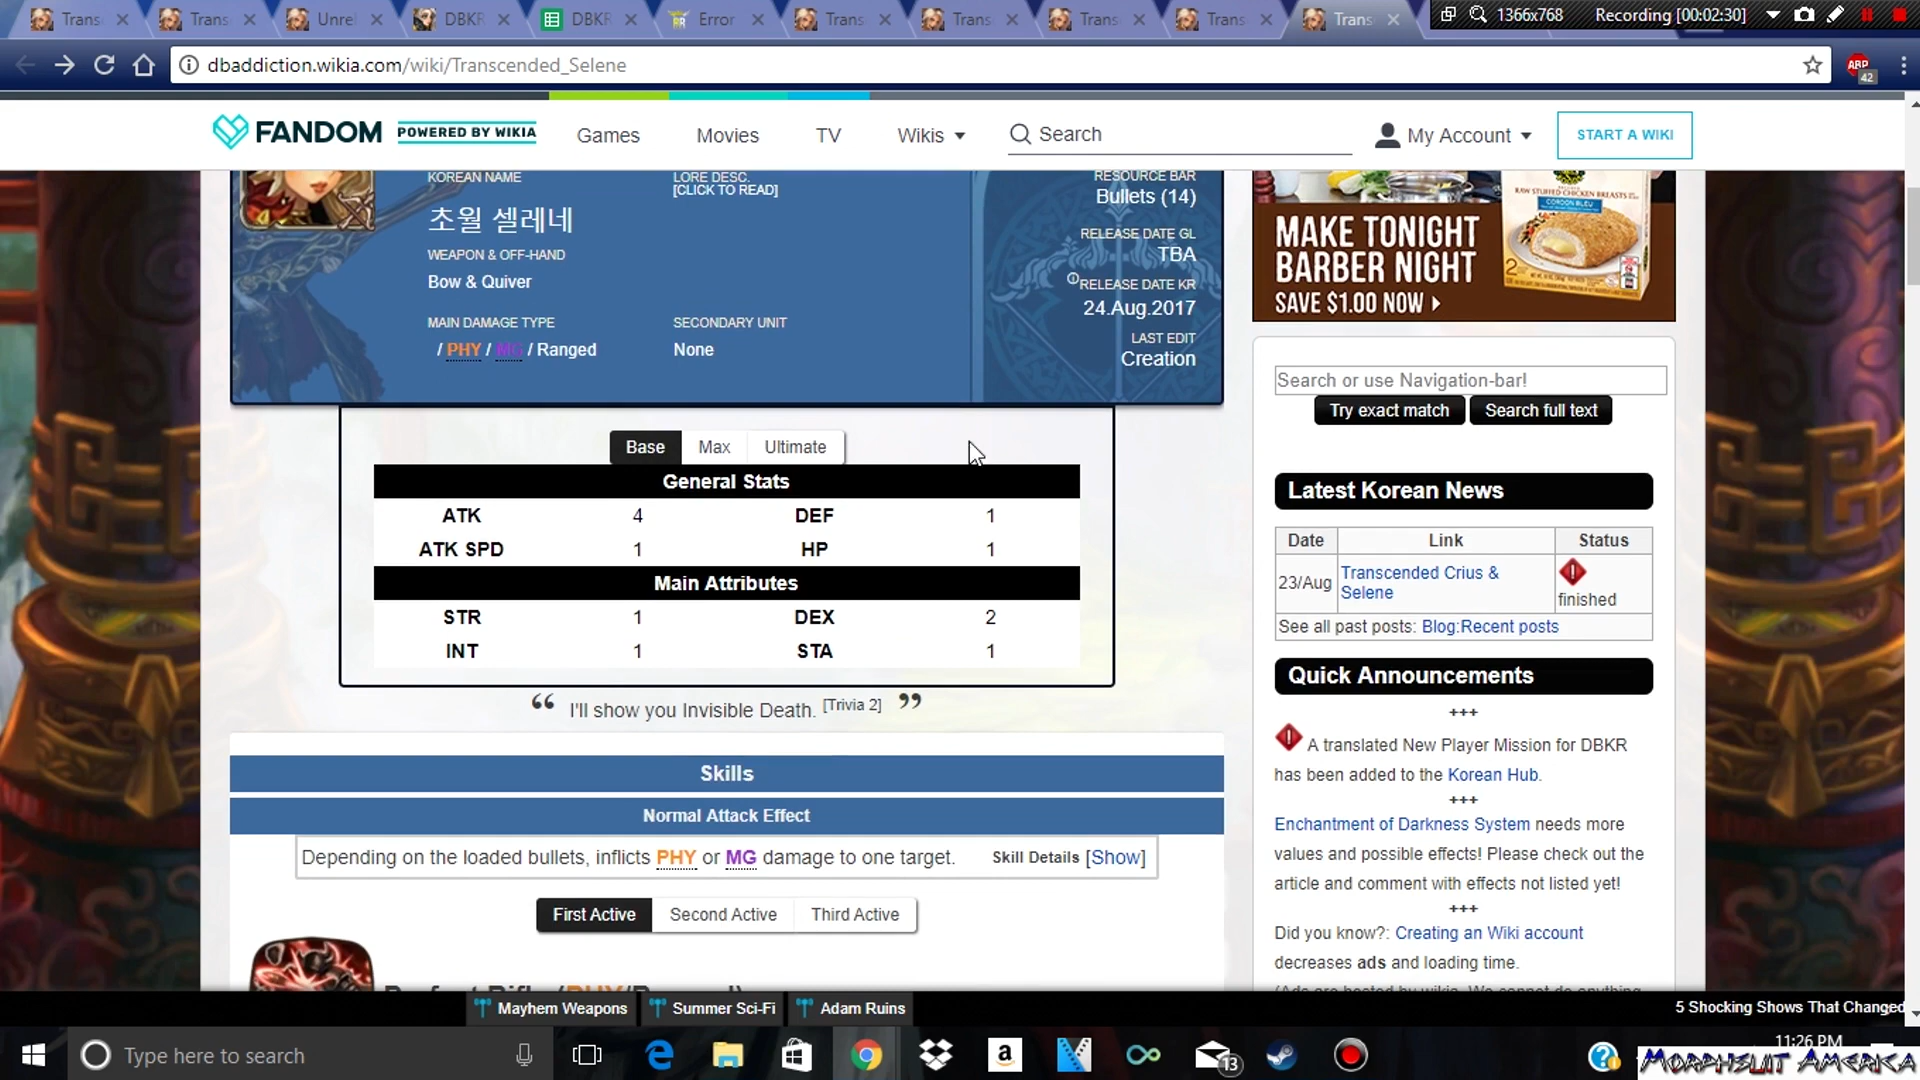 Trans
Trans
Unre
DBKR
DBKR
Error
Trans
Trans
Trans
Trans
Trans
1366x768
Recording [00:02:30]
dbaddiction.wikia.com/wiki/Transcended_Selene
ABP
42
FANDOM POWERED BY WIKIA
Games
Movies
TV
Wikis
Search
My Account
START A WIKI
KOREAN NAME
초월 셀레네
LORE DESC.
[CLICK TO READ]
WEAPON & OFF-HAND
Bow & Quiver
MAIN DAMAGE TYPE
/ PHY / MG / Ranged
SECONDARY UNIT
None
RESOURCE BAR
Bullets (14)
RELEASE DATE GL
TBA
RELEASE DATE KR
24.Aug.2017
LAST EDIT
Creation
RAW STUFFED CHICKEN BREASTS
CORDON BLEU
MAKE TONIGHT
BARBER NIGHT
SAVE $1.00 NOW
Base Max Ultimate
General Stats
ATK 4 DEF 1
ATK SPD 1 HP 1
Main Attributes
STR 1 DEX 2
INT 1 STA 1
“ I'll show you Invisible Death. [Trivia 2] ”
Skills
Normal Attack Effect
Depending on the loaded bullets, inflicts PHY or MG damage to one target. Skill Details [Show]
First Active Second Active Third Active
Search or use Navigation-bar!
Try exact match Search full text
Latest Korean News
Date Link Status
23/Aug Transcended Crius &
Selene
finished
See all past posts: Blog:Recent posts
Quick Announcements
+++
A translated New Player Mission for DBKR
has been added to the Korean Hub.
+++
Enchantment of Darkness System needs more
values and possible effects! Please check out the
article and comment with effects not listed yet!
+++
Did you know?: Creating an Wiki account
decreases ads and loading time.
Mayhem Weapons
Summer Sci-Fi
Adam Ruins
5 Shocking Shows That Changed
Type here to search
13
11:26 PM
Morphsuit America